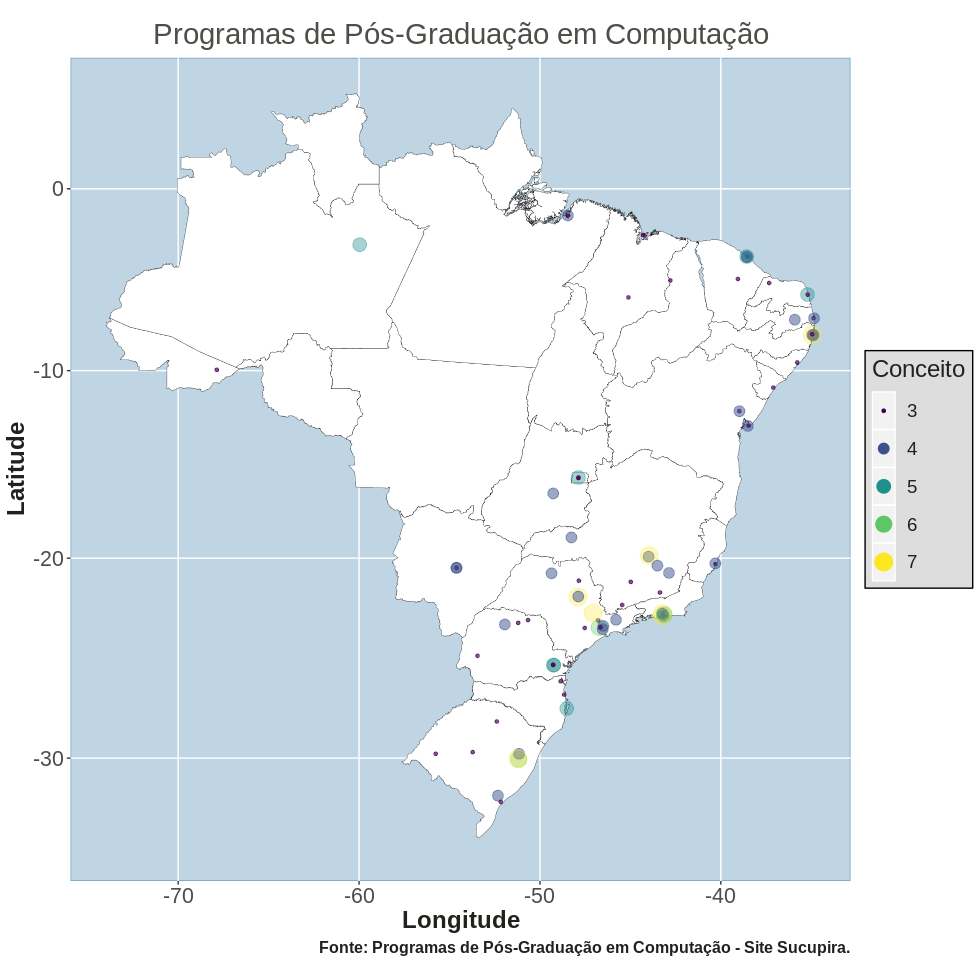 Programas de Pós-Graduação em Computação
0
-10
-20
-30
Latitude
-70
-60
-50
-40
Longitude
Conceito
3
4
5
6
7
Fonte: Programas de Pós-Graduação em Computação - Site Sucupira.